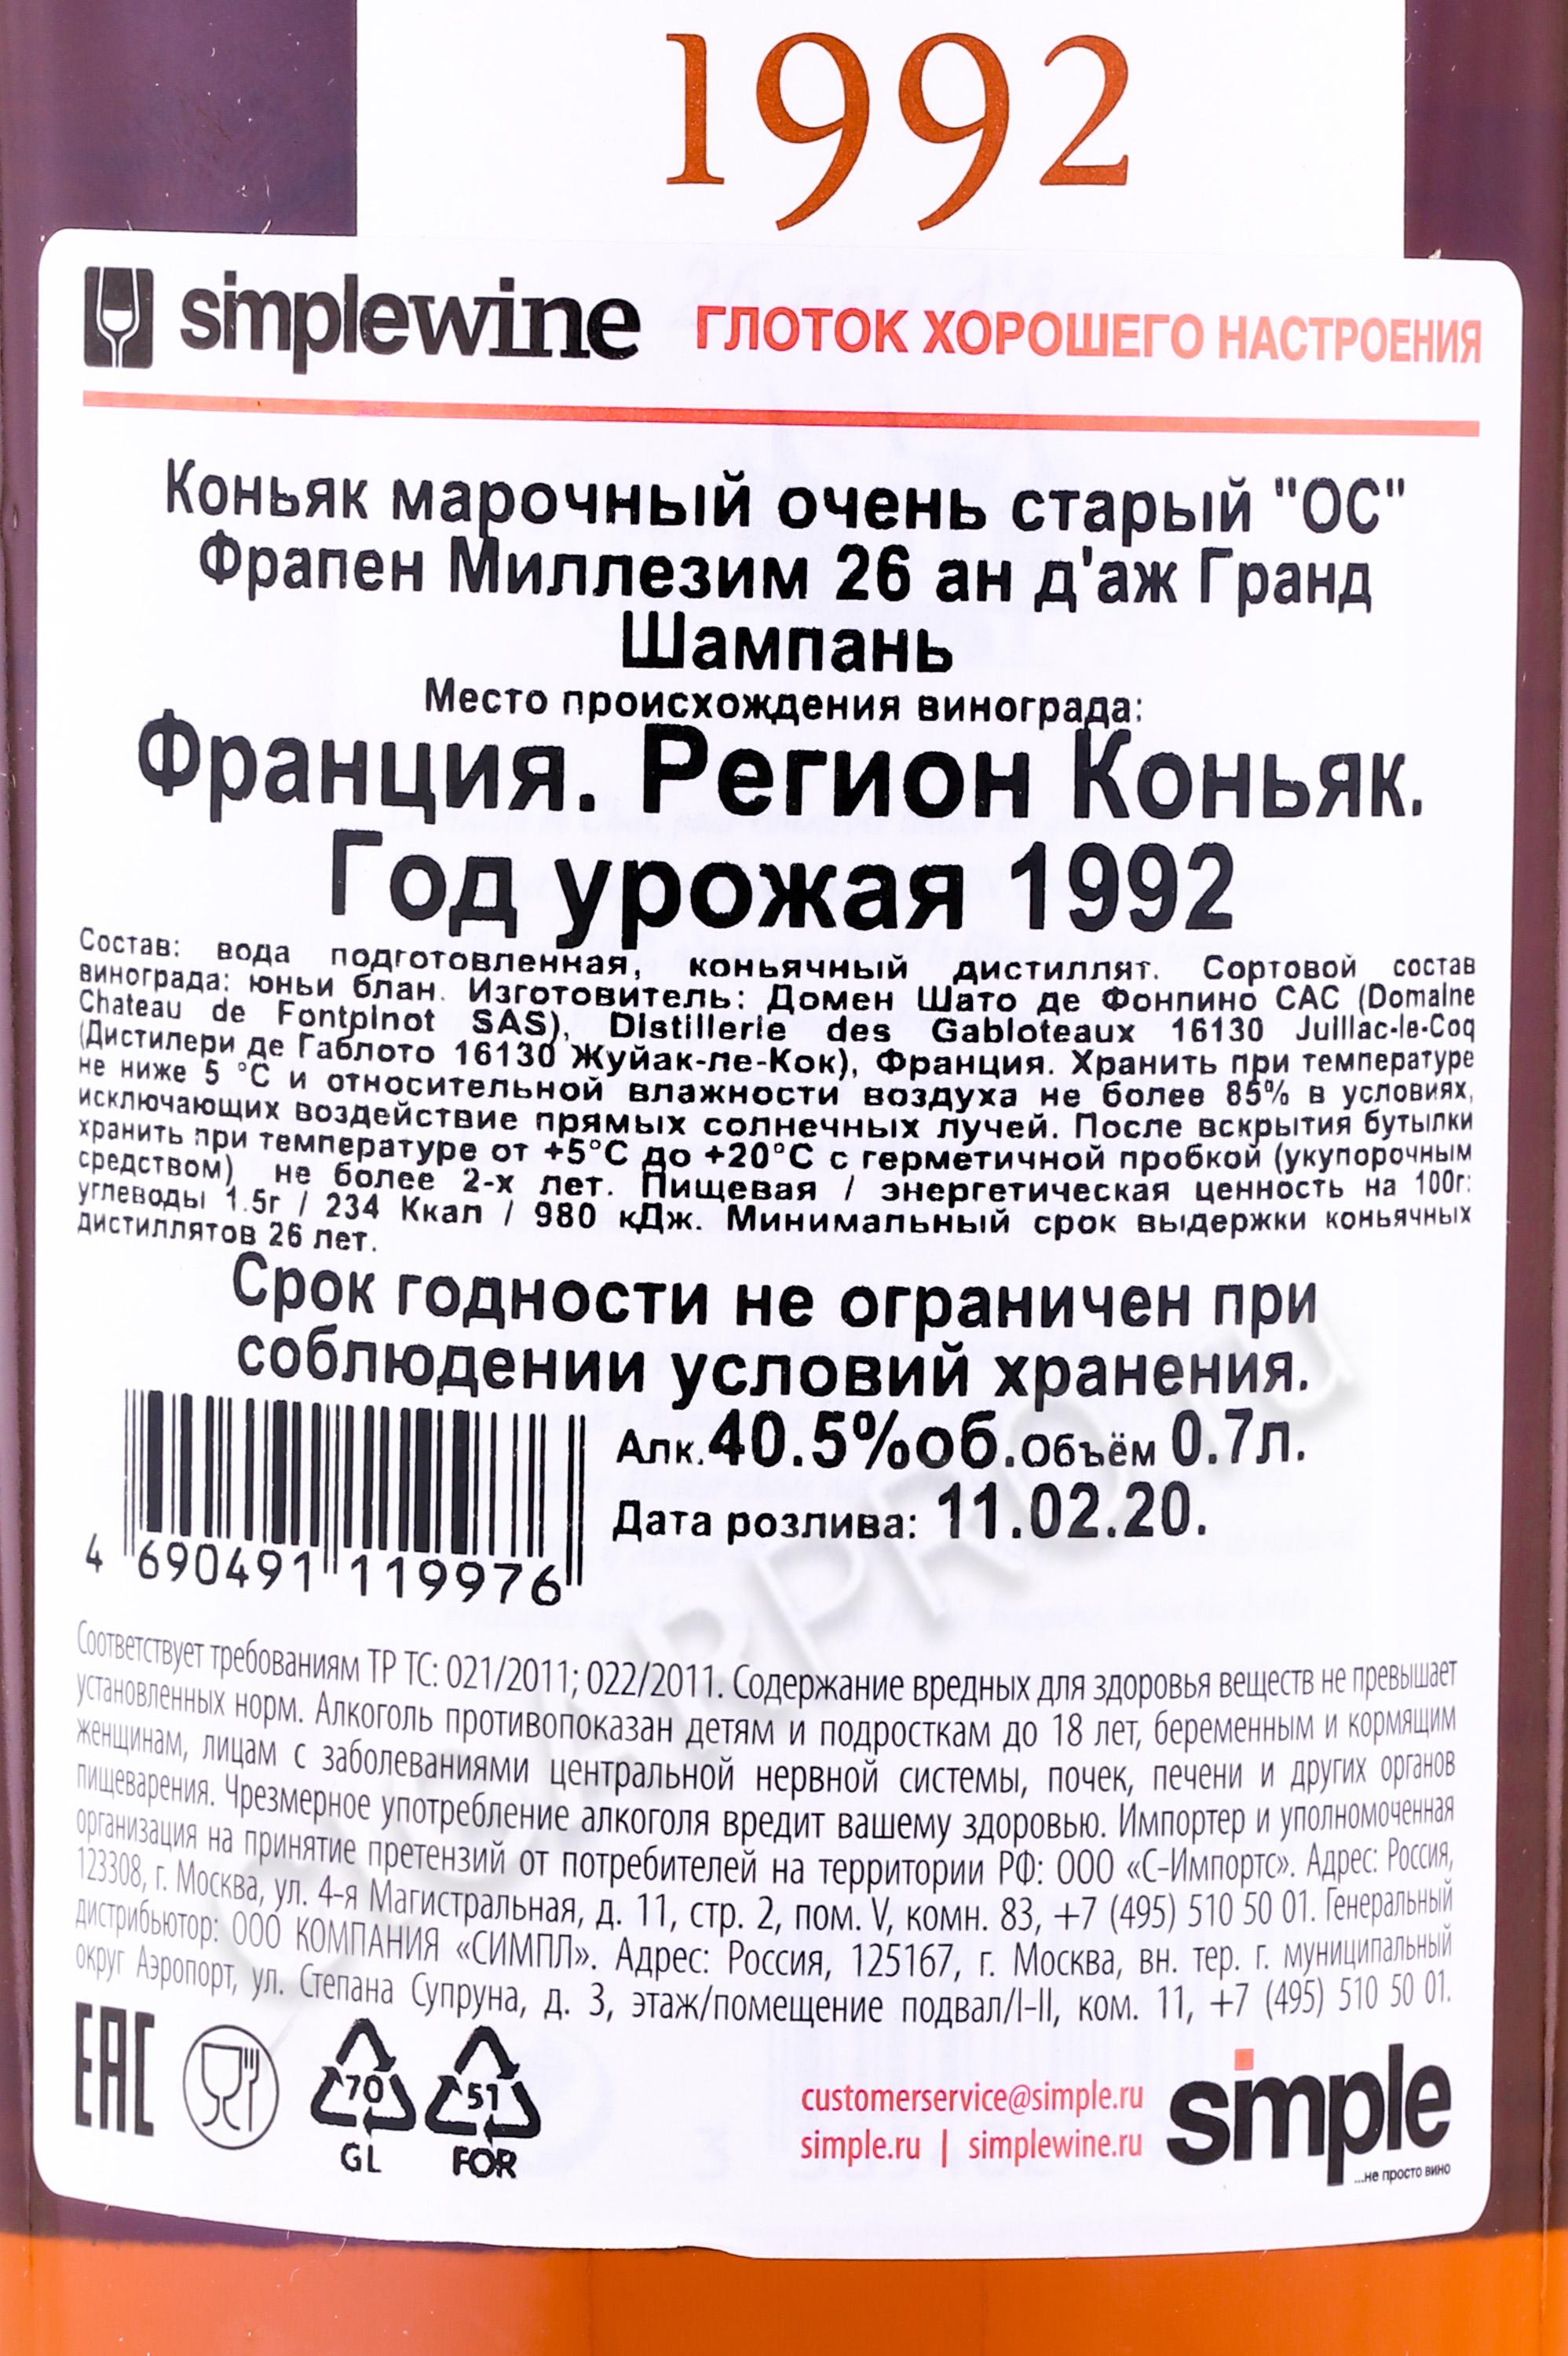 1992
simplewine ГЛОТОК ХОРОШЕГО НАСТРОЕНИЯ
Коньяк марочный очень старый "ОС"
Фрапен Миллезим 26 ан д'аж Гранд
Шампань
Место происхождения винограда:
Франция. Регион Коньяк.
Год урожая 1992
Состав: вода подготовленная, коньячный дистиллят. Сортовой состав
винограда: юньи блан. Изготовитель: Домен Шато де Фонпино САС (Domaine
Chateau de Fontpinot SAS), Distillerie des Gabloteaux 16130 Juillac-le-Coq
(Дистилери де Габлото 16130 Жуйак-ле-Кок), Франция. Хранить при температуре
не ниже 5 °С и относительной влажности воздуха не более 85% в условиях,
исключающих воздействие прямых солнечных лучей. После вскрытия бутылки
хранить при температуре от +5°С до +20°С с герметичной пробкой (укупорочным
средством) не более 2-х лет. Пищевая / энергетическая ценность на 100г:
углеводы 1.5г / 234 Ккал / 980 кДж. Минимальный срок выдержки коньячных
дистиллятов 26 лет.
Срок годности не ограничен при
соблюдении условий хранения.
Алк.40.5%об.Объём 0.7л.
Дата розлива: 11.02.20.
4 690491 119976
Соответствует требованиям ТР ТС: 021/2011; 022/2011. Содержание вредных для здоровья веществ не превышает
установленных норм. Алкоголь противопоказан детям и подросткам до 18 лет, беременным и кормящим
женщинам, лицам с заболеваниями центральной нервной системы, почек, печени и других органов
пищеварения. Чрезмерное употребление алкоголя вредит вашему здоровью. Импортер и уполномоченная
организация на принятие претензий от потребителей на территории РФ: ООО «С-Импортс». Адрес: Россия,
123308, г. Москва, ул. 4-я Магистральная, д. 11, стр. 2, пом. V, комн. 83, +7 (495) 510 50 01. Генеральный
дистрибьютор: ООО КОМПАНИЯ «СИМПЛ». Адрес: Россия, 125167, г. Москва, вн. тер. г. муниципальный
округ Аэропорт, ул. Степана Супруна, д. 3, этаж/помещение подвал/I-II, ком. 11, +7 (495) 510 50 01.
EAC
70
GL
51
FOR
customerservice@simple.ru
simple.ru | simplewine.ru
simple
...не просто вино
CIGARPRO.ru